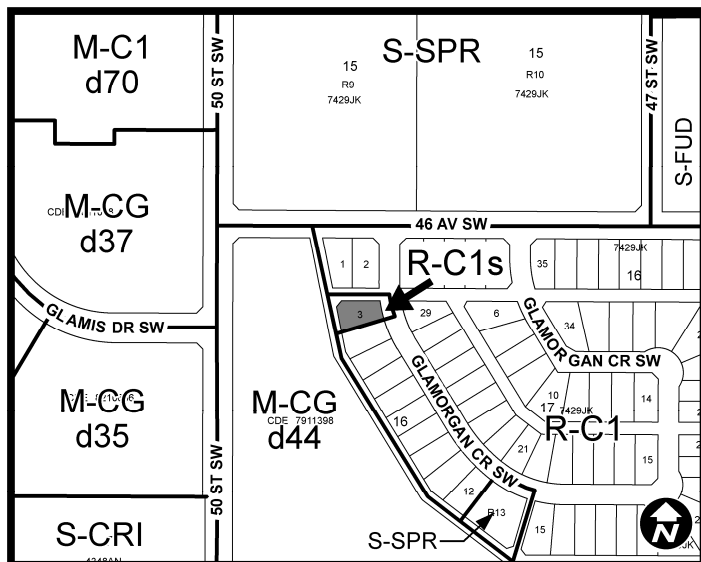 M-C1
d70
50 ST SW
S-SPR
15
R9
7429JK
15
R10
7429JK
47 ST SW
S-FUD
M-CG
d37
46 AV SW
1
2
R-C1s
35
7429JK
16
3
29
6
34
GLAMIS DR SW
GLAMORGAN CR SW
GLAMORGAN CR SW
M-CG
d35
M-CG
CDE 7911398
d44
16
10
17
7429JK
14
R-C1
21
15
50 ST SW
12
R13
S-SPR
15
S-CRI
4348AN
N